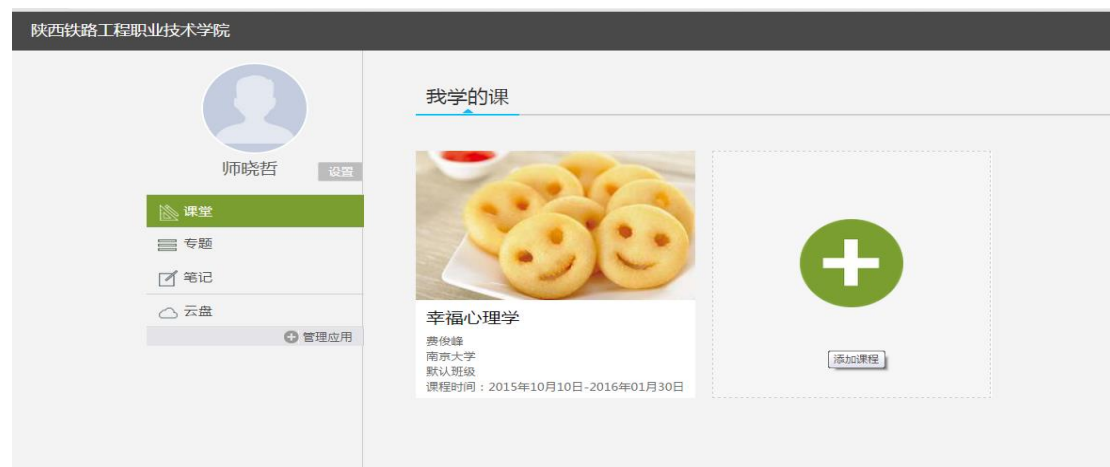 陕西铁路工程职业技术学院
师晓哲
设置
课堂
专题
笔记
云盘
管理应用
我学的课
幸福心理学
费俊峰
南京大学
默认班级
课程时间：2015年10月10日-2016年01月30日
添加课程